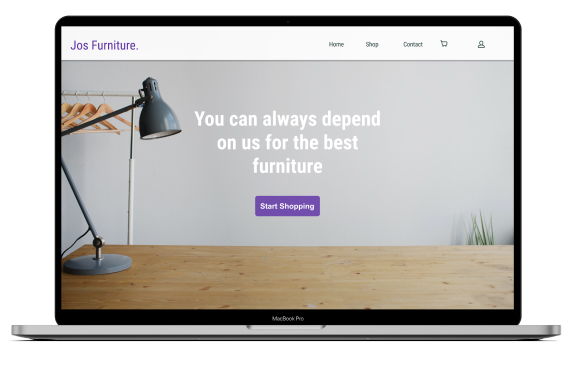 Jos Furniture.
Home Shop Contact
You can always depend
on us for the best
furniture
Start Shopping
MacBook Pro